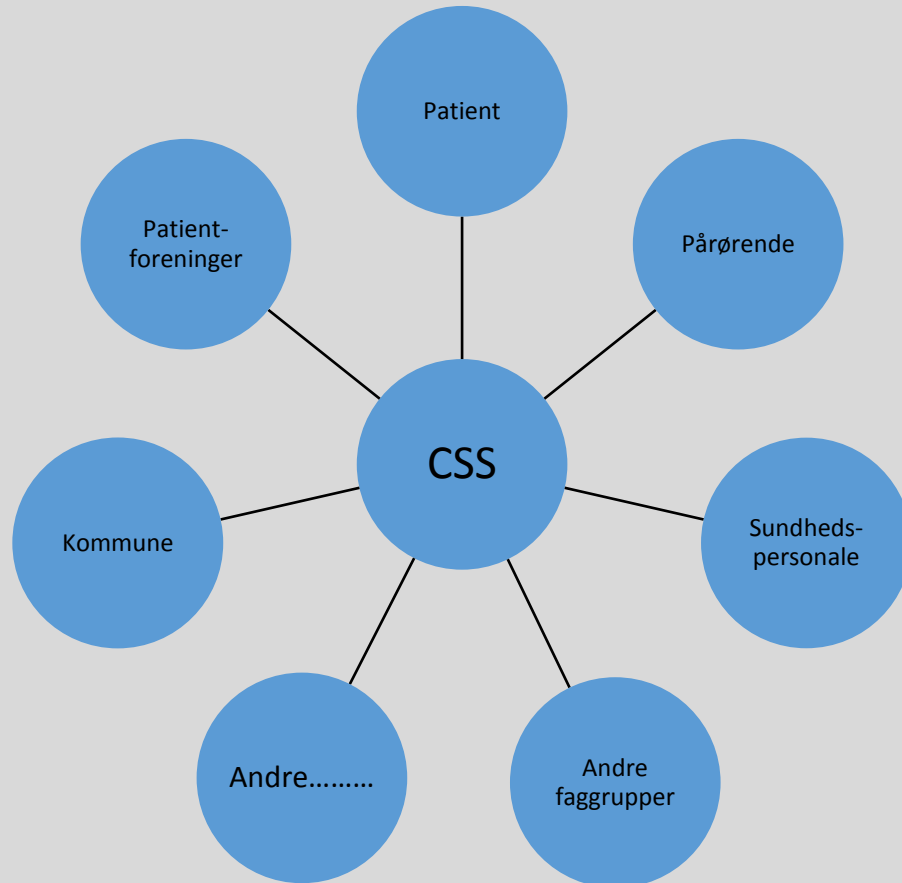 Patient
Patient-
foreninger
Pårørende
CSS
Kommune
Sundheds-
personale
Andre.........
Andre
faggrupper